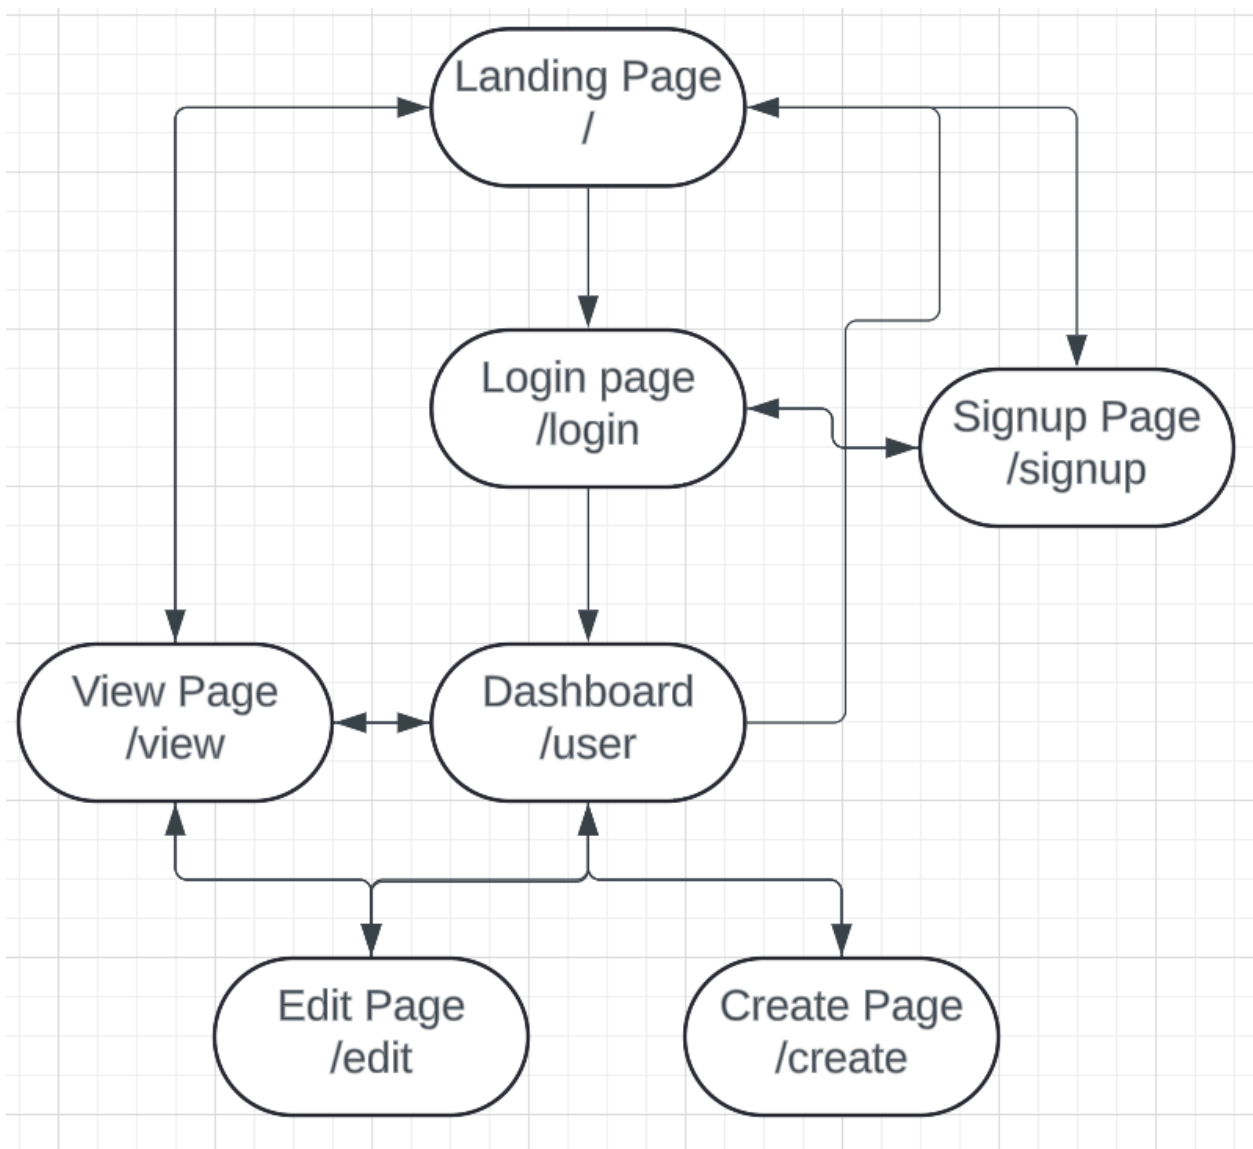 Landing Page
/
Login page
/login
Signup Page
/signup
View Page
/view
Dashboard
/user
Edit Page
/edit
Create Page
/create